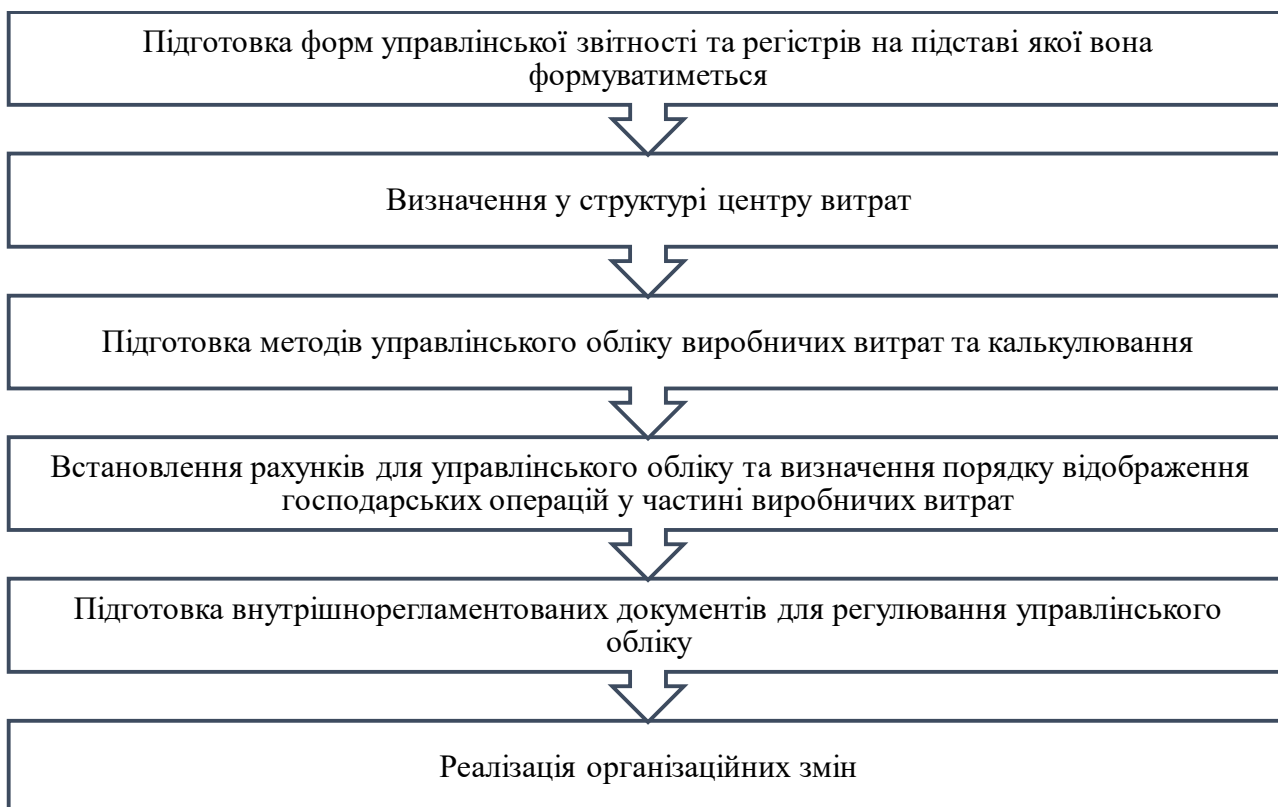 Підготовка форм управлінської звітності та регістрів на підставі якої вона
формуватиметься
Визначення у структурі центру витрат
Підготовка методів управлінського обліку виробничих витрат та калькулювання
Встановлення рахунків для управлінського обліку та визначення порядку відображення
господарських операцій у частині виробничих витрат
Підготовка внутрішнорегламентованих документів для регулювання управлінського
обліку
Реалізація організаційних змін